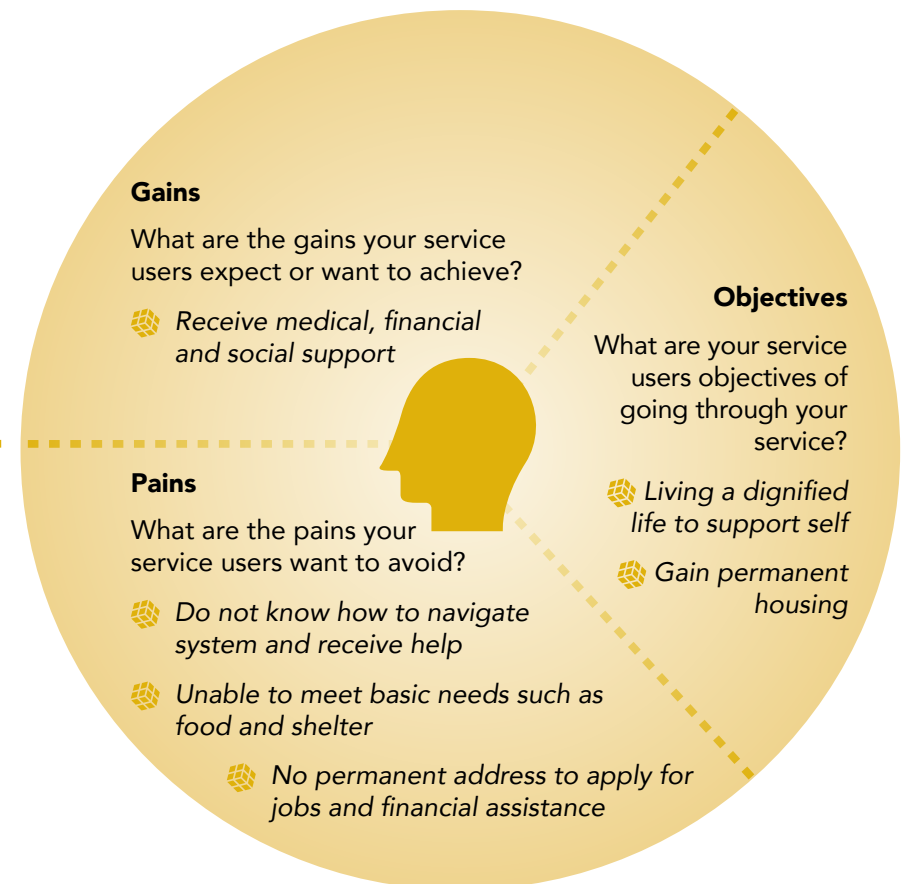 Gains
What are the gains your service
users expect or want to achieve?
Receive medical, financial
and social support
Objectives
What are your service
users objectives of
going through your
service?
Living a dignified
life to support self
Gain permanent
housing
Pains
What are the pains your
service users want to avoid?
Do not know how to navigate
system and receive help
Unable to meet basic needs such as
food and shelter
No permanent address to apply for
jobs and financial assistance